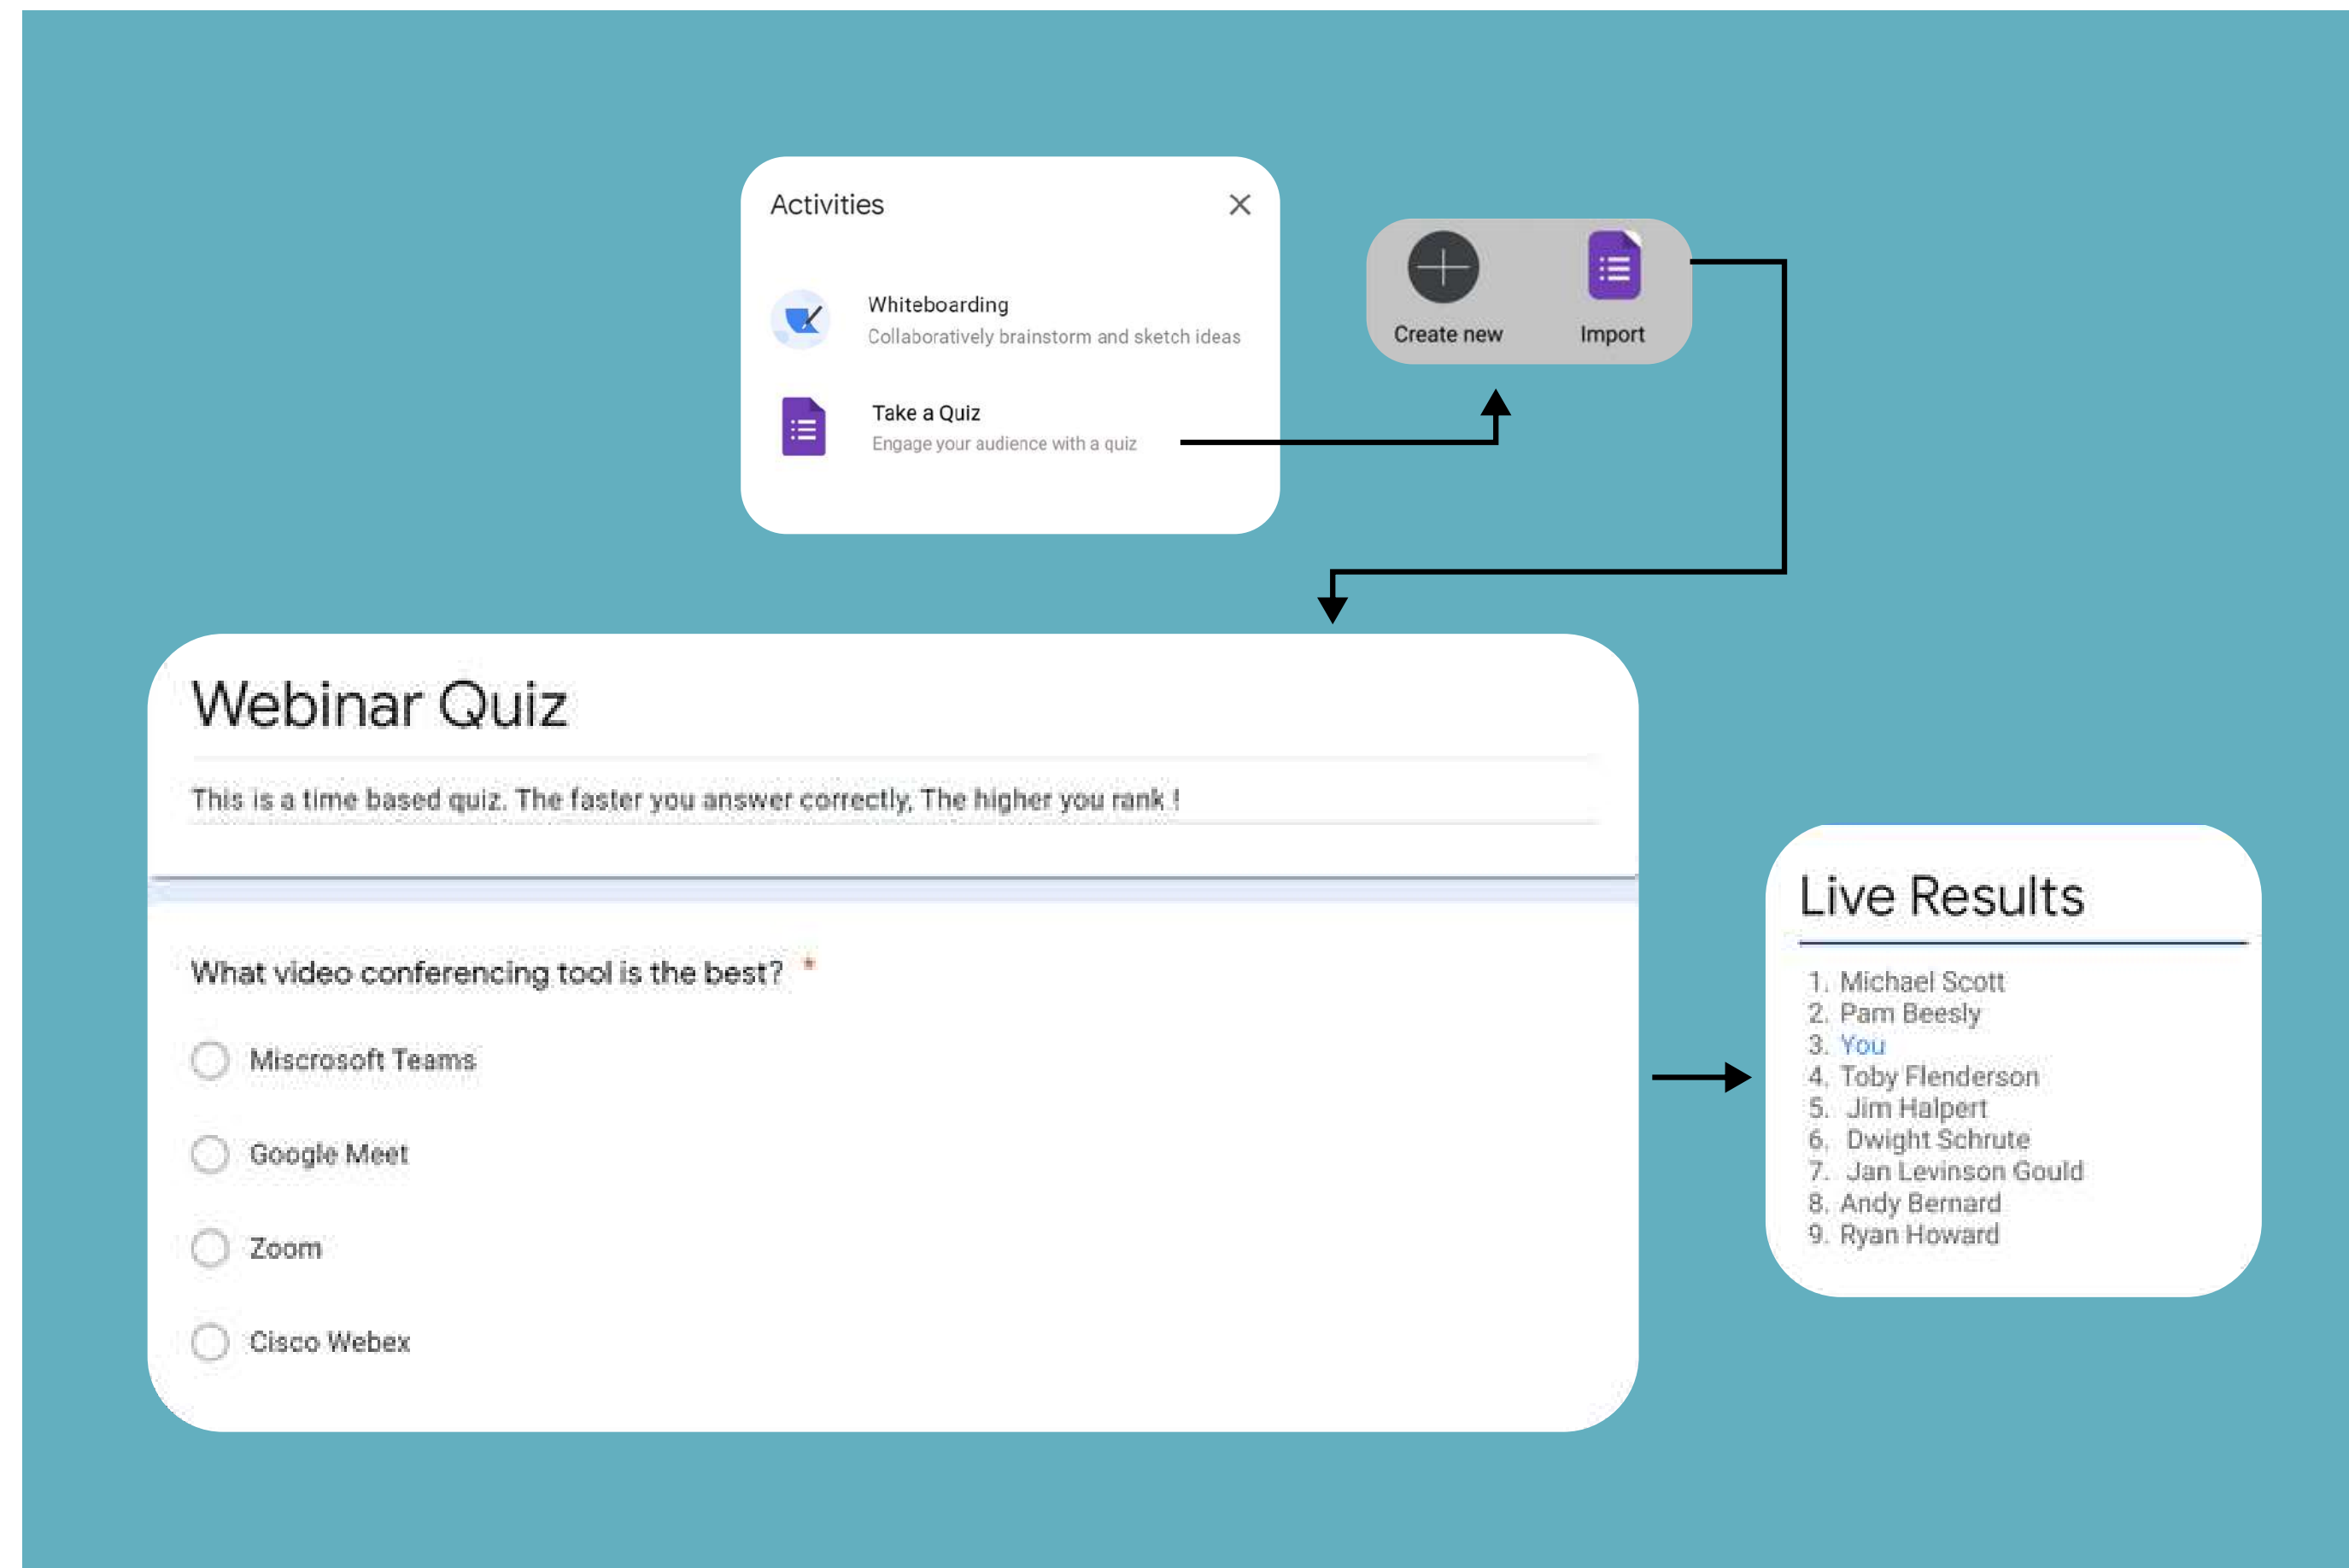 Activities
Whiteboarding
Collaboratively brainstorm and sketch ideas
Take a Quiz
Engage your audience with a quiz
Create new
Import
Webinar Quiz
This is a time based quiz. The faster you answer correctly, The higher you rank !
What video conferencing tool is the best? *
Miscrosoft Teams
Google Meet
Zoom
Cisco Webex
Live Results
1. Michael Scott
2. Pam Beesly
3. You
4. Toby Flenderson
5. Jim Halpert
6. Dwight Schrute
7. Jan Levinson Gould
8. Andy Bernard
9. Ryan Howard